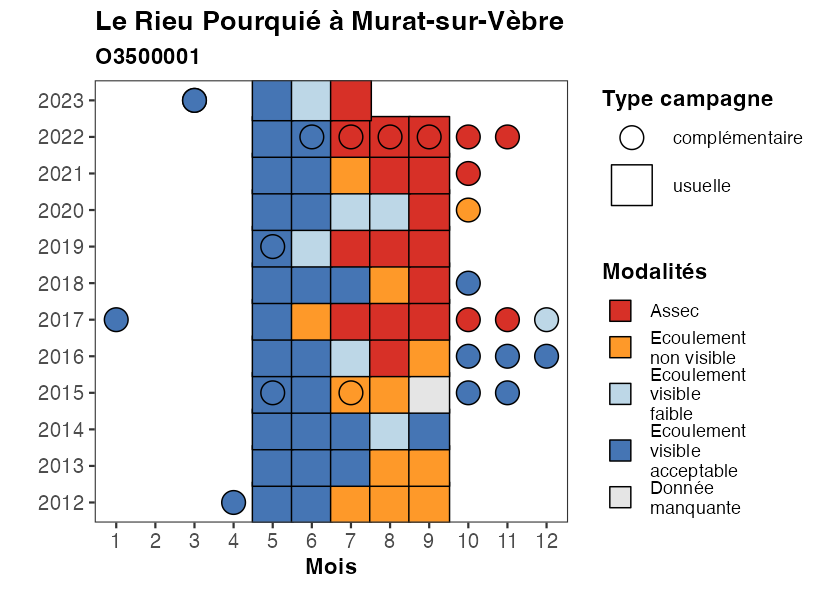 Le Rieu Pourquié à Murat-sur-Vèbre
O3500001
2023
2022
2021
2020
2019
2018
2017
2016
2015
2014
2013
2012
1 2 3 4 5 6 7 8 9 10 11 12
Mois
Type campagne
complémentaire
usuelle
Modalités
Assec
Ecoulement
non visible
Ecoulement
visible
faible
Ecoulement
visible
acceptable
Donnée
manquante